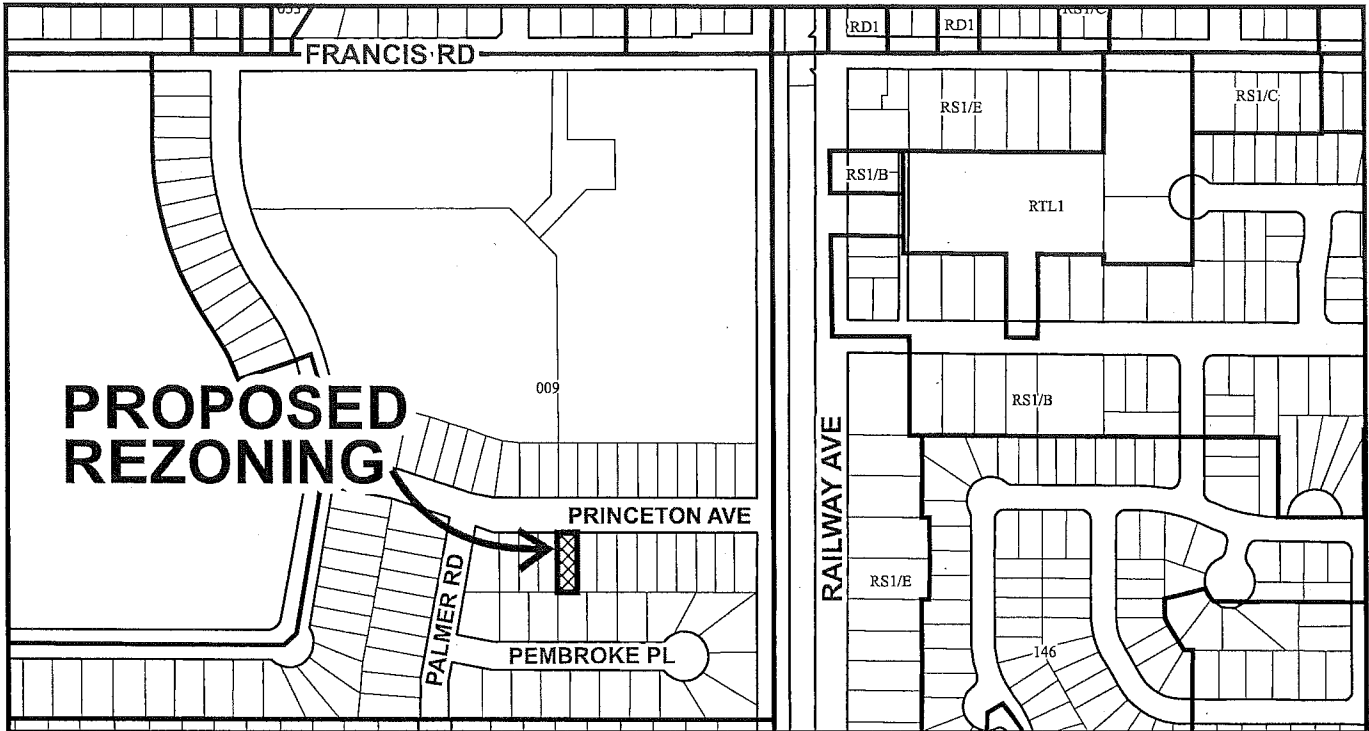 RD1
RD1
RS1/C
FRANCIS RD
RS1/E
RS1/C
RS1/B
RTL1
009
RS1/B
PROPOSED
REZONING
RAILWAY AVE
PRINCETON AVE
RS1/E
PALMER RD
PEMBROKE PL
146